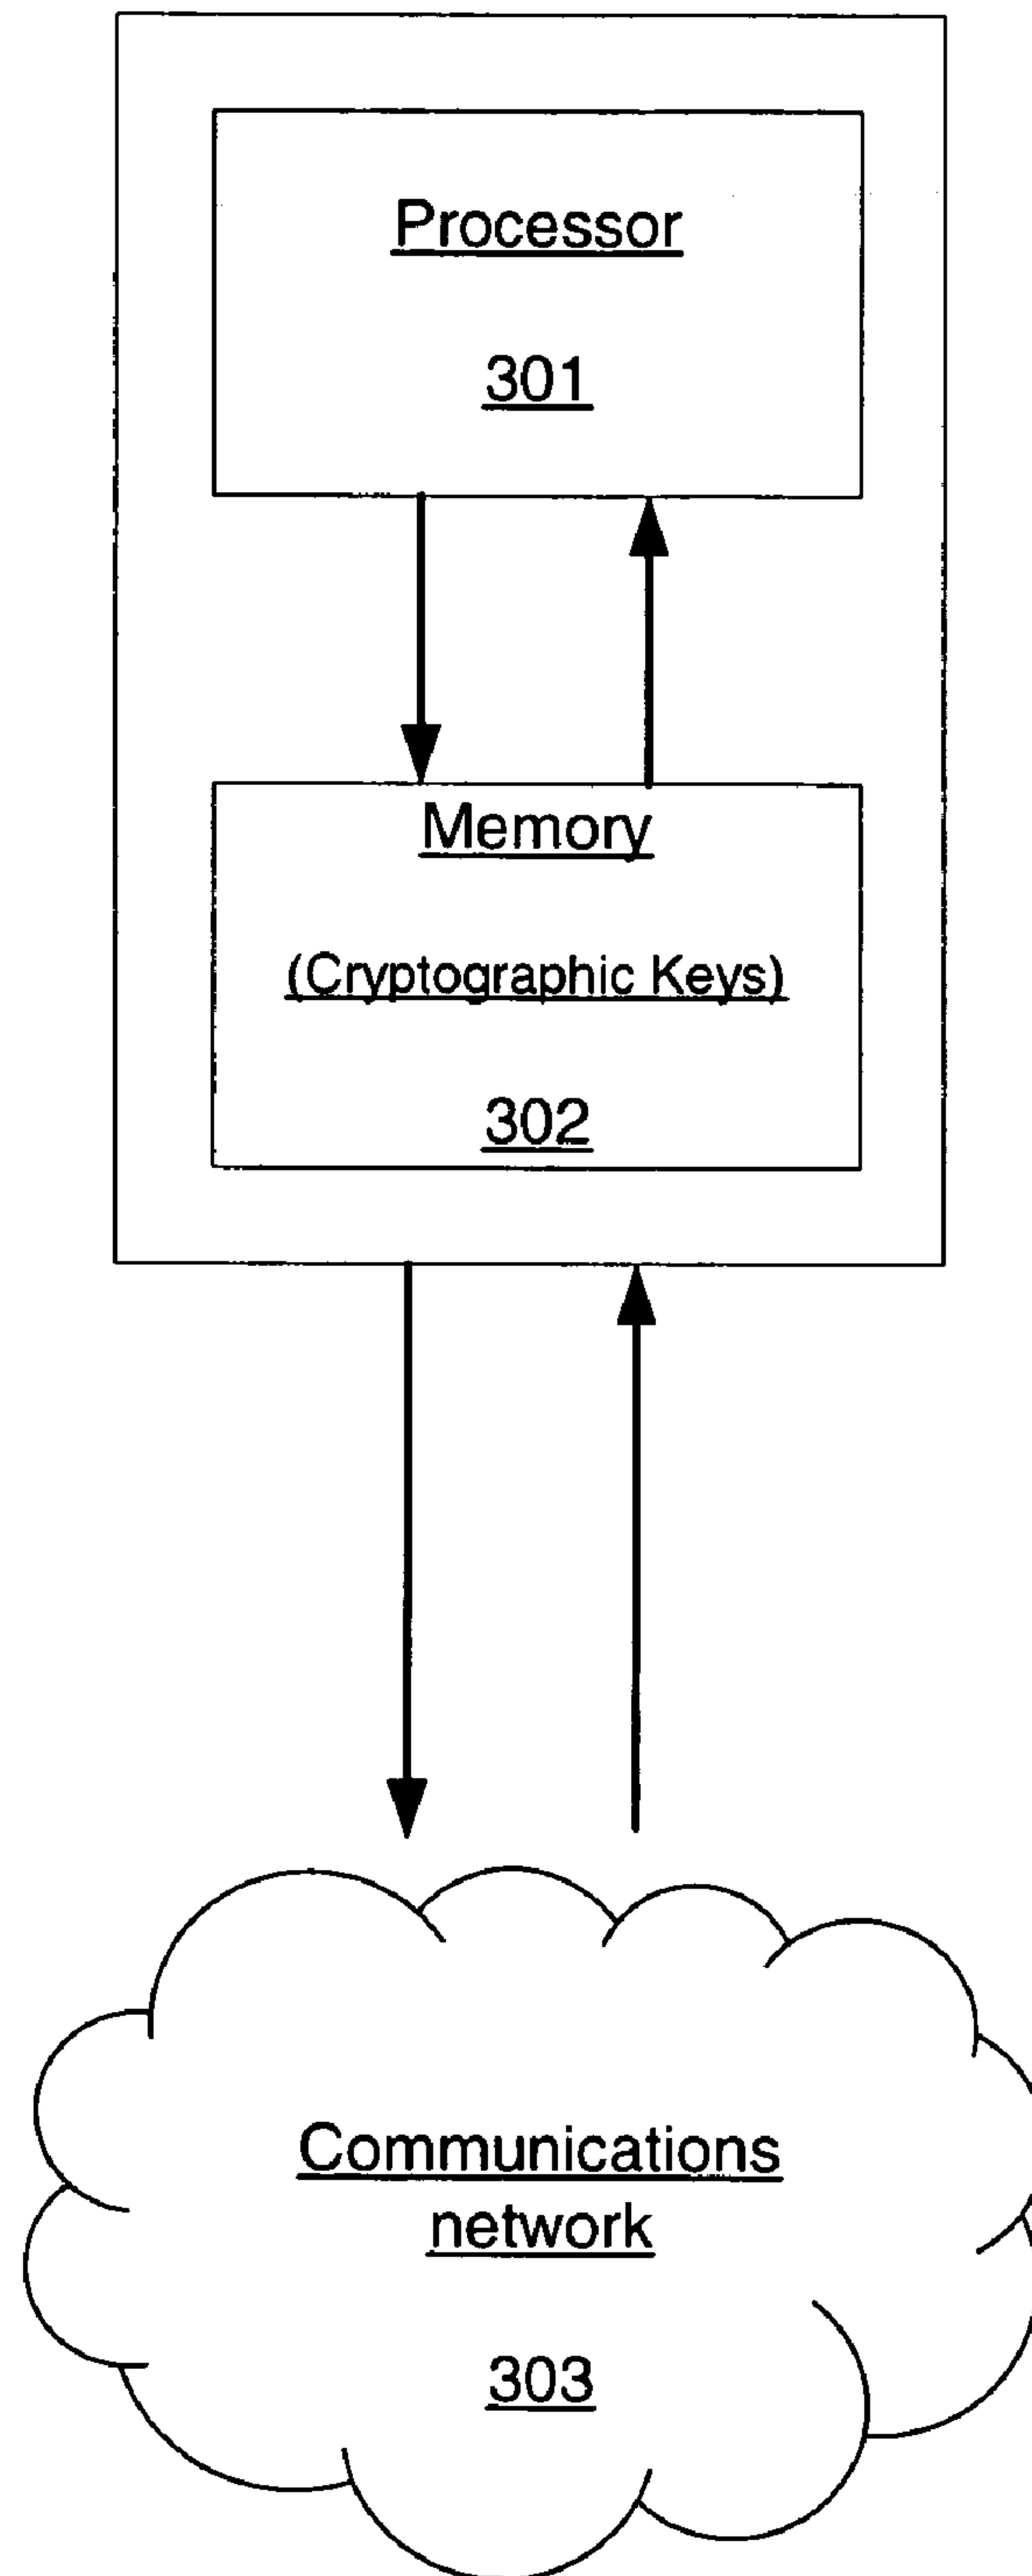 Processor
301
Memory
(Cryptographic Keys)
302
Communications
network
303